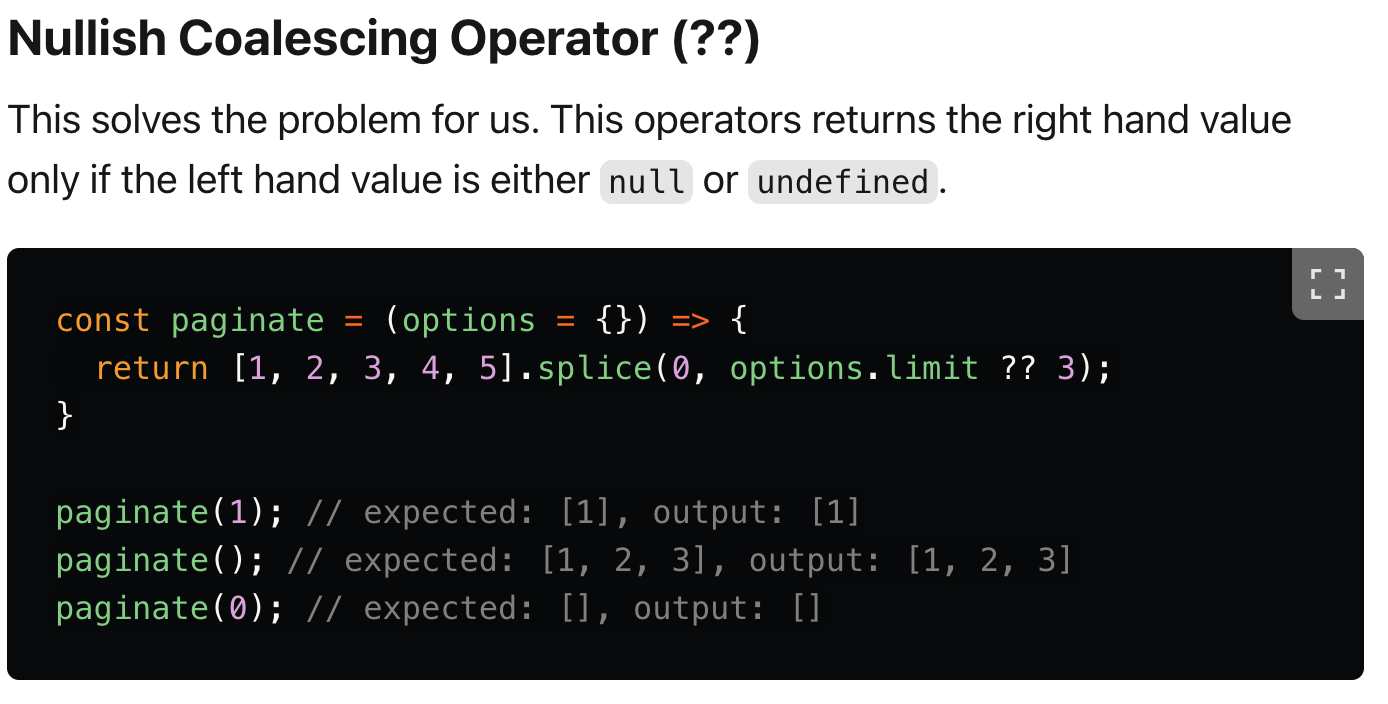 Nullish Coalescing Operator (??)
This solves the problem for us. This operators returns the right hand value
only if the left hand value is either null or undefined.
const paginate = (options = {}) => {
  return [1, 2, 3, 4, 5].splice(0, options.limit ?? 3);
}
paginate(1); // expected: [1], output: [1]
paginate(); // expected: [1, 2, 3], output: [1, 2, 3]
paginate(0); // expected: [], output: []